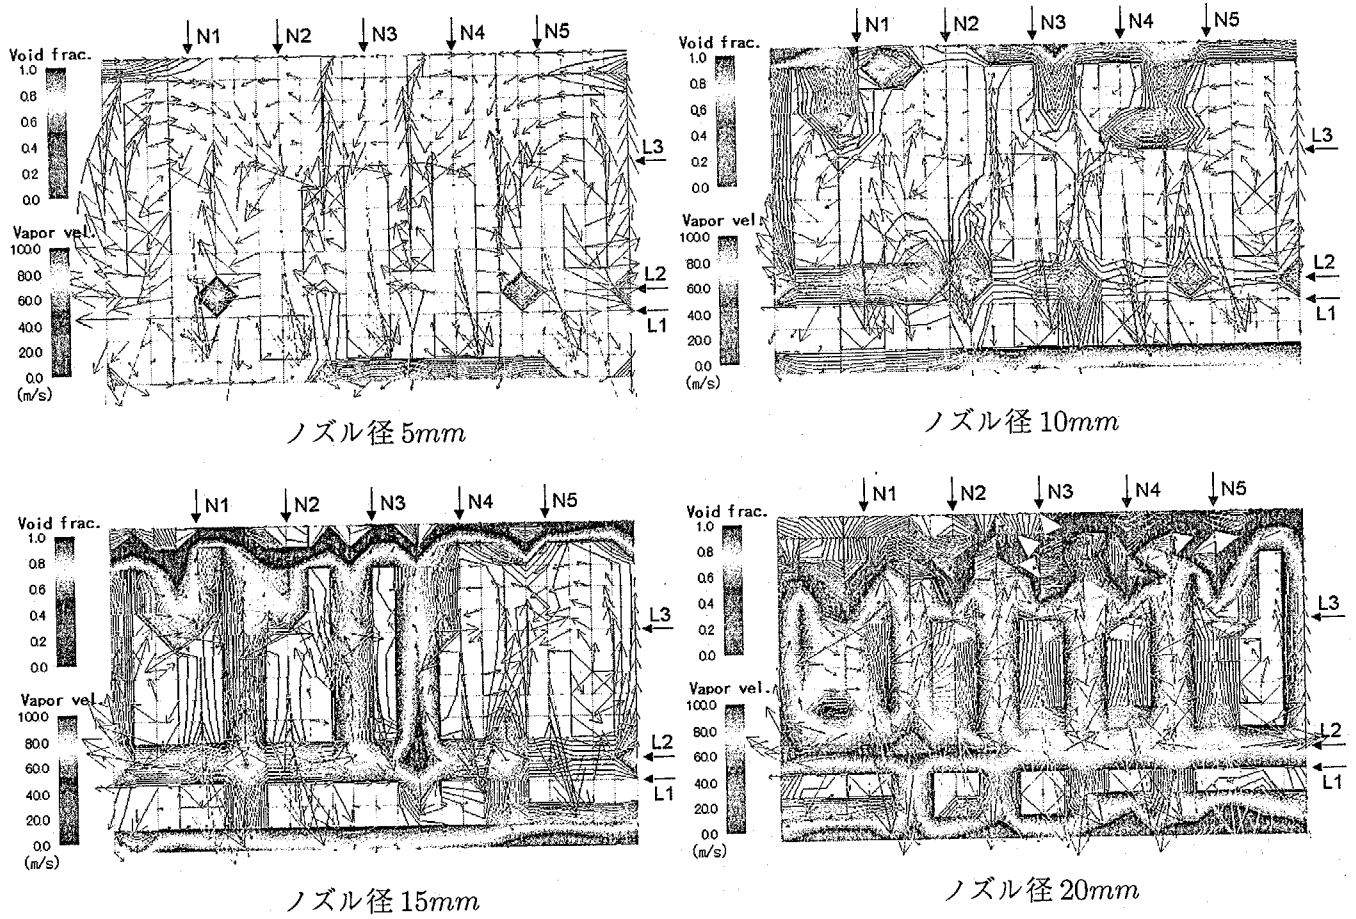 N1 N2 N3 N4 N5
Void frac.
1.0
0.8
0.6
0.4
0.2
0.0
L3
Vapor vel.
100.0
80.0
60.0
40.0
20.0
0.0
(m/s)
L2
L1
ノズル径 5mm
N1 N2 N3 N4 N5
Void frac.
1.0
0.8
0.6
0.4
0.2
0.0
L3
Vapor vel.
100.0
80.0
60.0
40.0
20.0
0.0
(m/s)
L2
L1
ノズル径 10mm
N1 N2 N3 N4 N5
Void frac.
1.0
0.8
0.6
0.4
0.2
0.0
L3
Vapor vel.
100.0
80.0
60.0
40.0
20.0
0.0
(m/s)
L2
L1
ノズル径 15mm
N1 N2 N3 N4 N5
Void frac.
1.0
0.8
0.6
0.4
0.2
0.0
L3
Vapor vel.
100.0
80.0
60.0
40.0
20.0
0.0
(m/s)
L2
L1
ノズル径 20mm